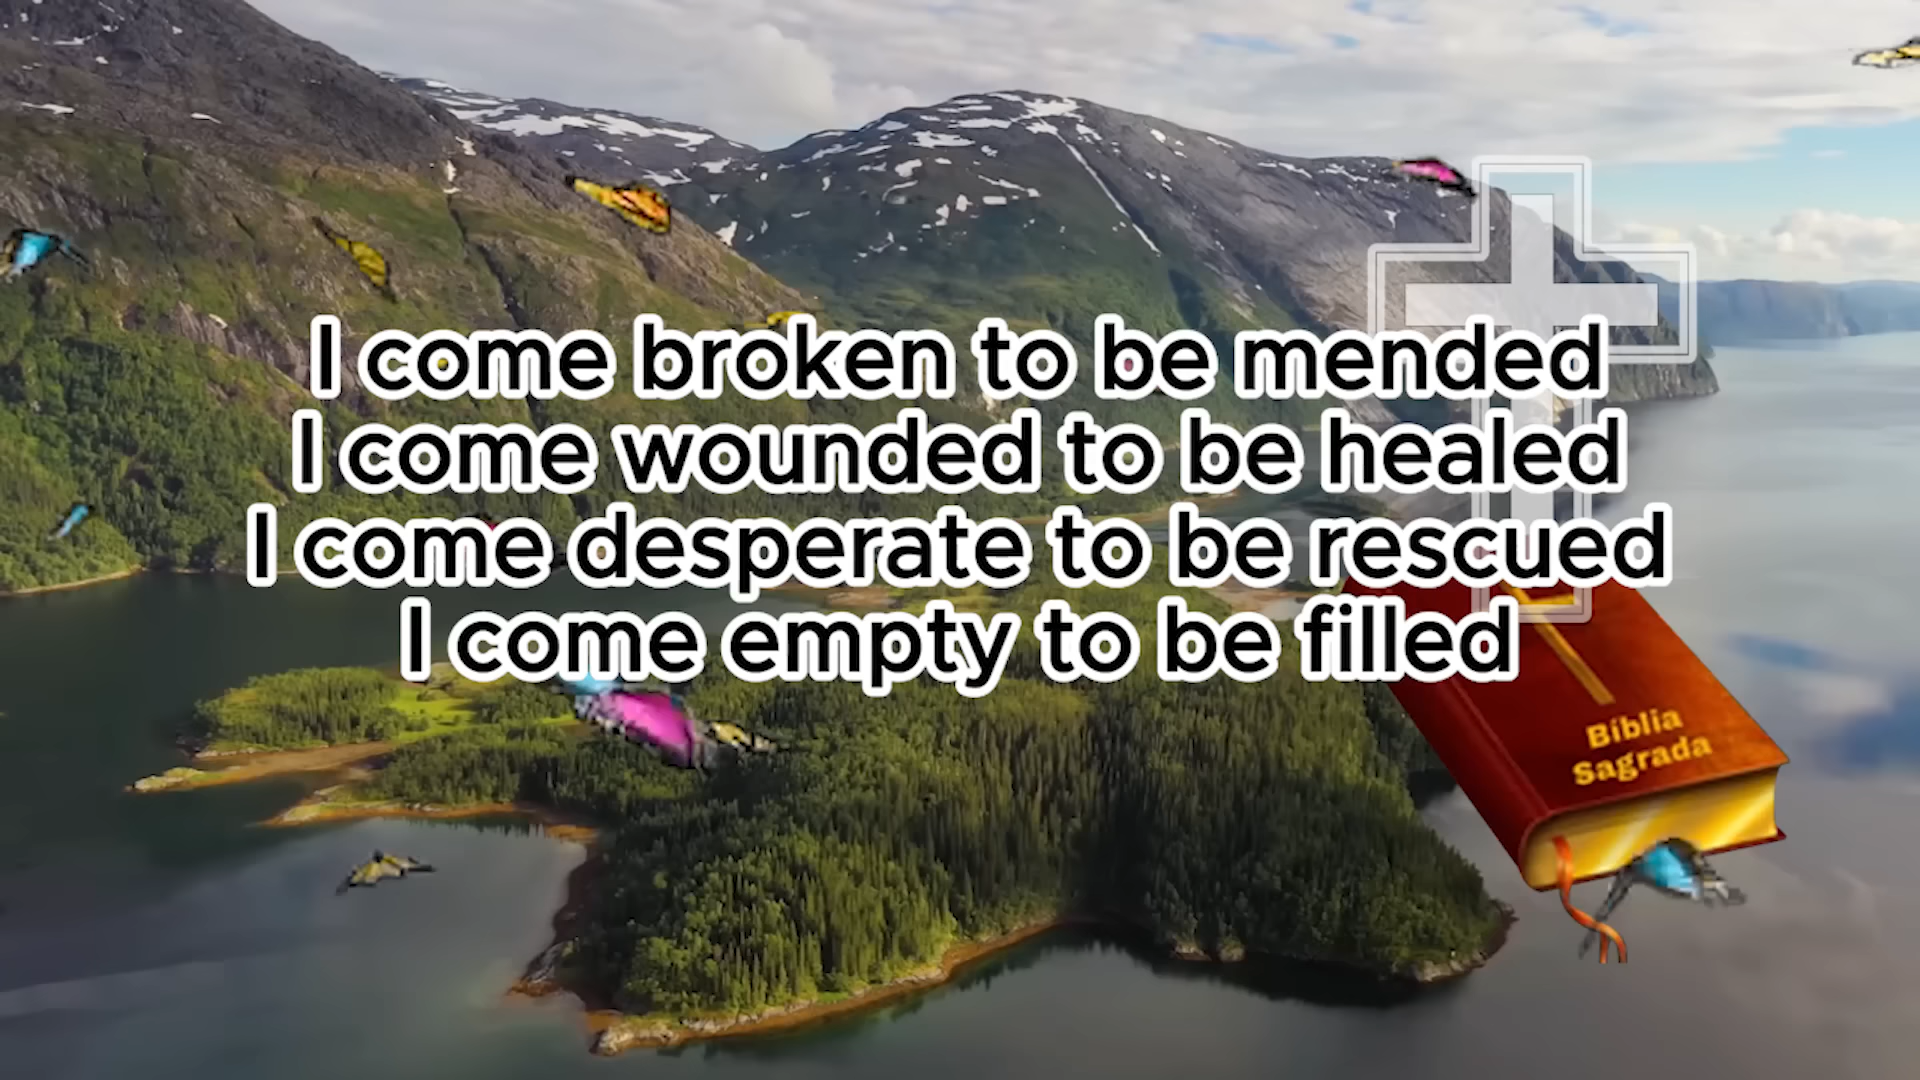 I come broken to be mended
I come wounded to be healed
I come desperate to be rescued
I come empty to be filled
Bíblia
Sagrada